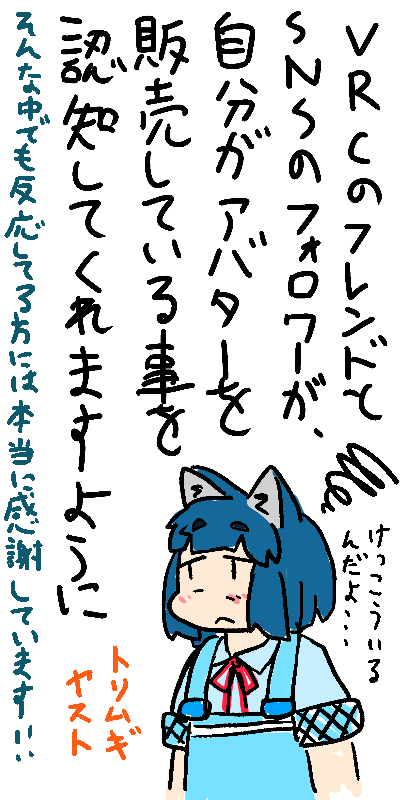 VRCのフレンドと
SNSのフォロワーが、
自分がアバターを
販売している事を
認知してくれますように
そんな中でも反応してる方には本当に感謝しています!!
けっこういる
んだよ…
トリムギ
ヤスト